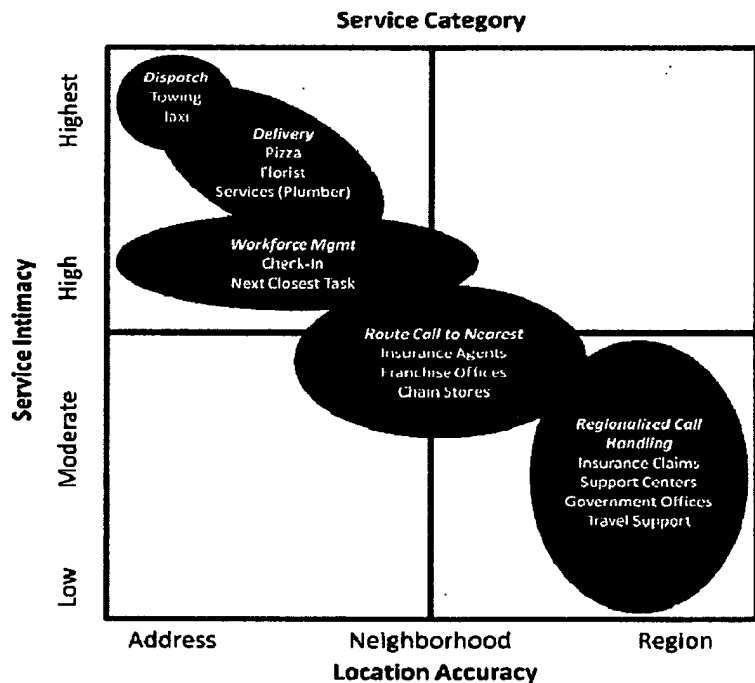 Service Category
Highest
High
Moderate
Low
Service Intimacy
Dispatch
Towing
Taxi
Delivery
Pizza
Florist
Services (Plumber)
Workforce Mgmt
Check-In
Next Closest Task
Route Call to Nearest
Insurance Agents
Franchise Offices
Chain Stores
Regionalized Call
Handling
Insurance Claims
Support Centers
Government Offices
Travel Support
Address
Neighborhood
Region
Location Accuracy